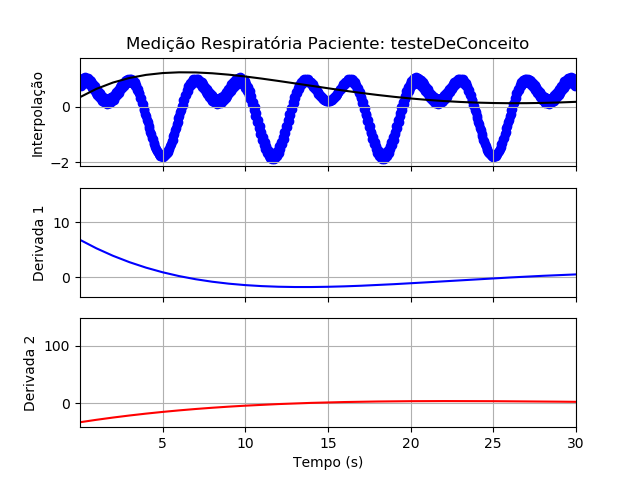 Medição Respiratória Paciente: testeDeConceito
Interpolação
0
−2
Derivada 1
10
0
Derivada 2
100
0
5
10
15
20
25
30
Tempo (s)